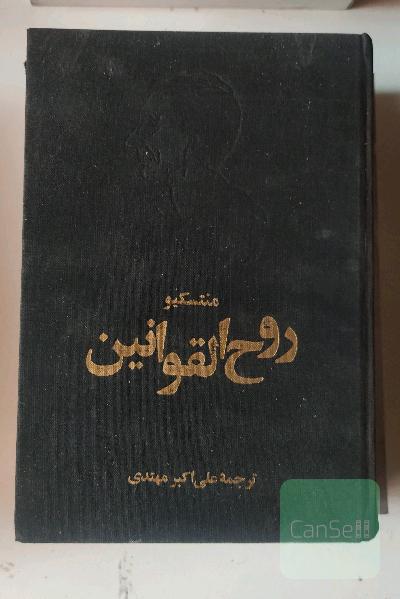 منتسکیو
روح القوانین
ترجمهٔ علی اکبر مهتدی
CanSell